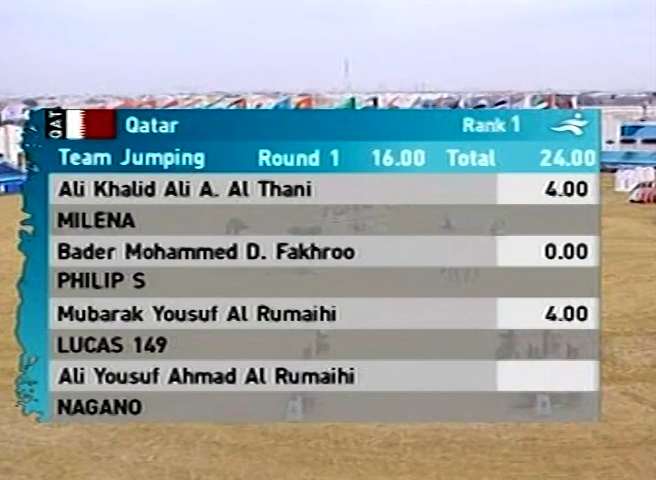 QAT Qatar Rank 1
Team Jumping Round 1 16.00 Total 24.00
Ali Khalid Ali A. Al Thani 4.00
MILENA
Bader Mohammed D. Fakhroo 0.00
PHILIP S
Mubarak Yousuf Al Rumaihi 4.00
LUCAS 149
Ali Yousuf Ahmad Al Rumaihi
NAGANO